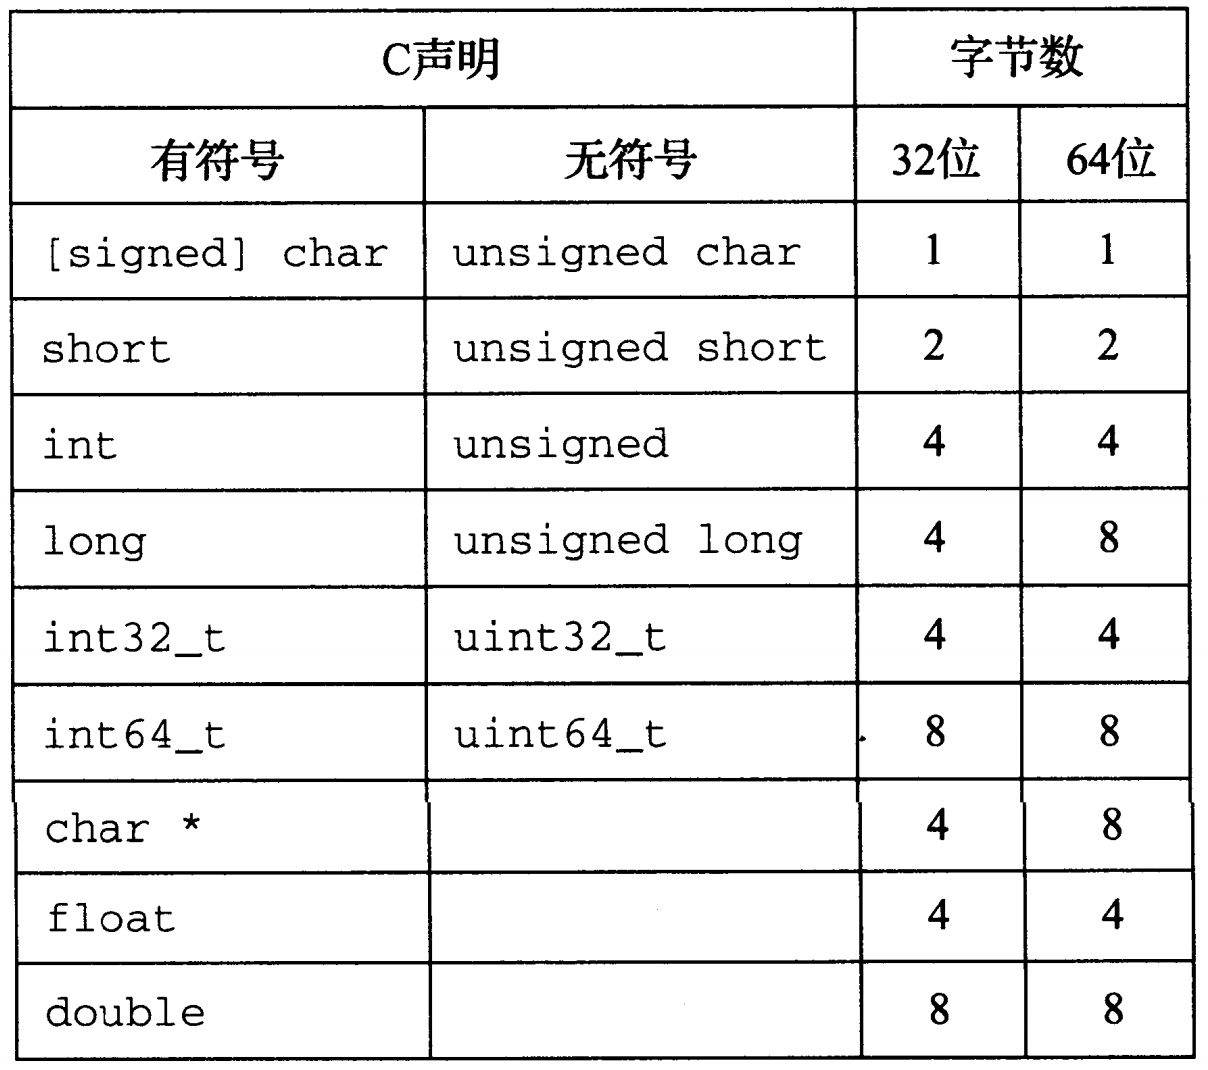 C声明 字节数
有符号 无符号 32位 64位
[signed] char unsigned char 1 1
short unsigned short 2 2
int unsigned 4 4
long unsigned long 4 8
int32_t uint32_t 4 4
int64_t uint64_t 8 8
char * 4 8
float 4 4
double 8 8